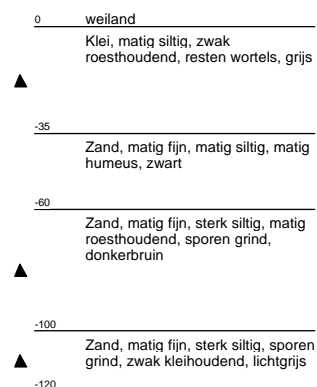 0 weiland
Klei, matig siltig, zwak
roesthoudend, resten wortels, grijs
-35
Zand, matig fijn, matig siltig, matig
humeus, zwart
-60
Zand, matig fijn, sterk siltig, matig
roesthoudend, sporen grind,
donkerbruin
-100
Zand, matig fijn, sterk siltig, sporen
grind, zwak kleihoudend, lichtgrijs
-120